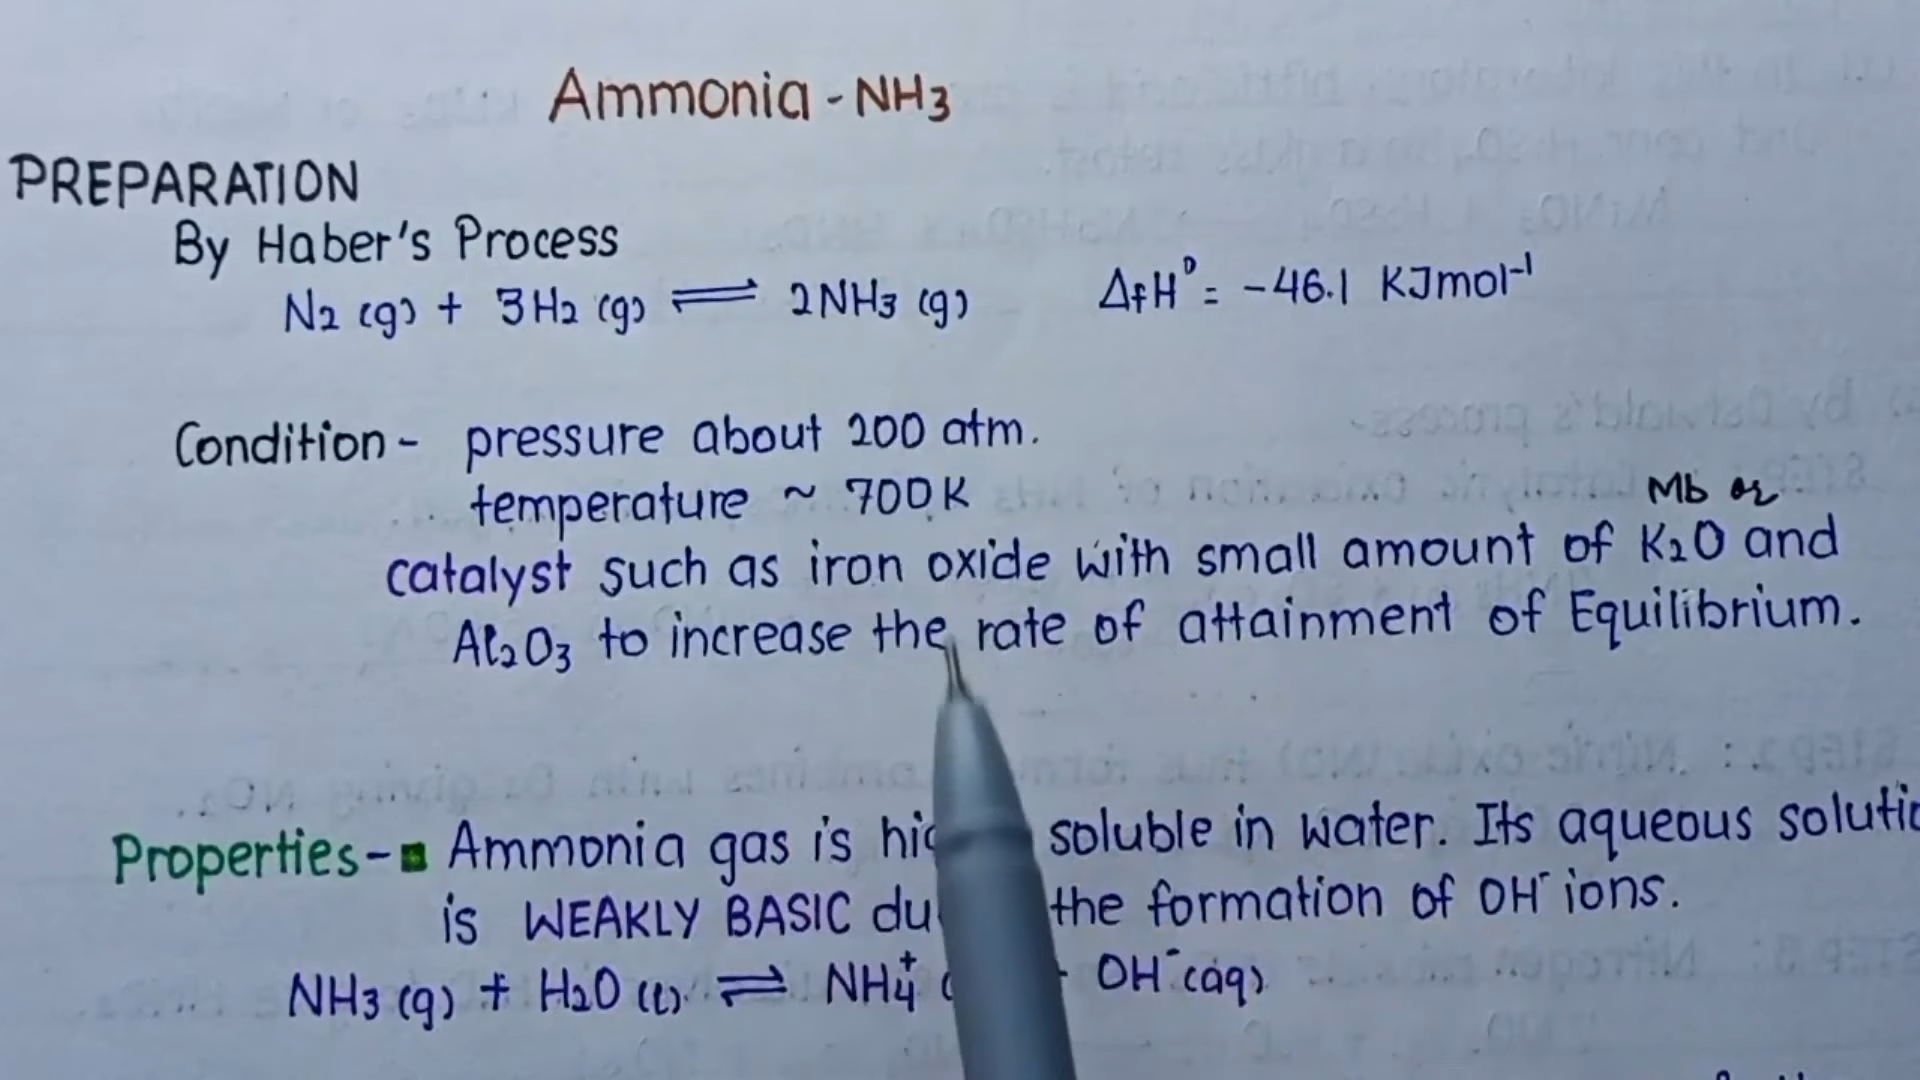 Ammonia - NH3
PREPARATION
By Haber's Process
N2 (g) + 3H2 (g) ⇌ 2NH3 (g) ΔfH° = -46.1 KJmol-1
Condition - pressure about 200 atm.
temperature ~ 700K
Mb or
catalyst such as iron oxide with small amount of K2O and
Al2O3 to increase the rate of attainment of Equilibrium.
Properties - ■ Ammonia gas is soluble in water. Its aqueous
is WEAKLY BASIC the formation of OH- ions.
NH3 (g) + H2O (l) ⇌ NH4+ OH- (aq)